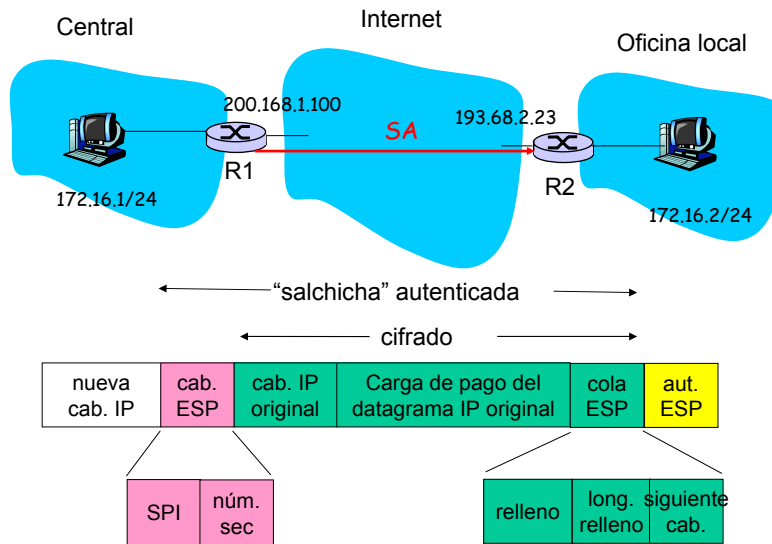 Central
Internet
Oficina local
200.168.1.100
193.68.2.23
SA
R1
R2
172.16.1/24
172.16.2/24
“salchicha” autenticada
cifrado
nueva
cab. IP
cab.
ESP
cab. IP
original
Carga de pago del
datagrama IP original
cola
ESP
aut.
ESP
SPI
núm.
sec
relleno
long.
relleno
siguiente
cab.